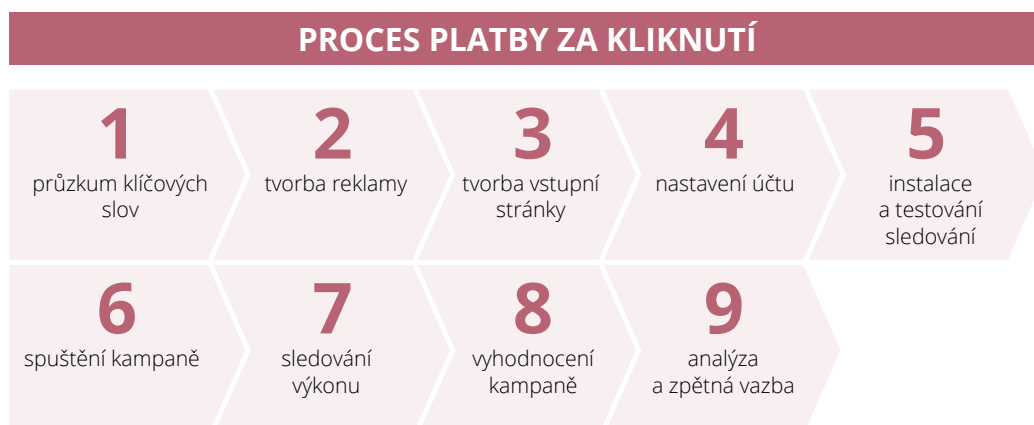 PROCES PLATBY ZA KLIKNUTÍ
1
průzkum klíčových
slov
2
tvorba reklamy
3
tvorba vstupní
stránky
4
nastavení účtu
5
instalace
a testování
sledování
6
spuštění kampaně
7
sledování
výkonu
8
vyhodnocení
kampaně
9
analýza
a zpětná vazba